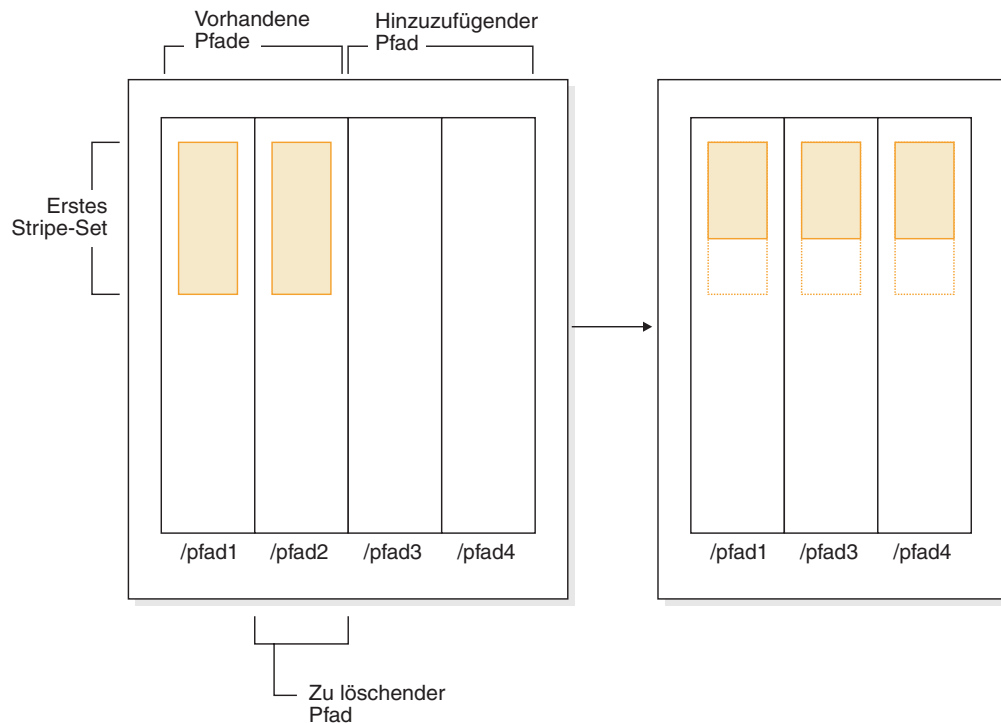 Vorhandene
Pfade
Hinzuzufügender
Pfad
Erstes
Stripe-Set
/pfad1
/pfad2
/pfad3
/pfad4
/pfad1
/pfad3
/pfad4
Zu löschender
Pfad